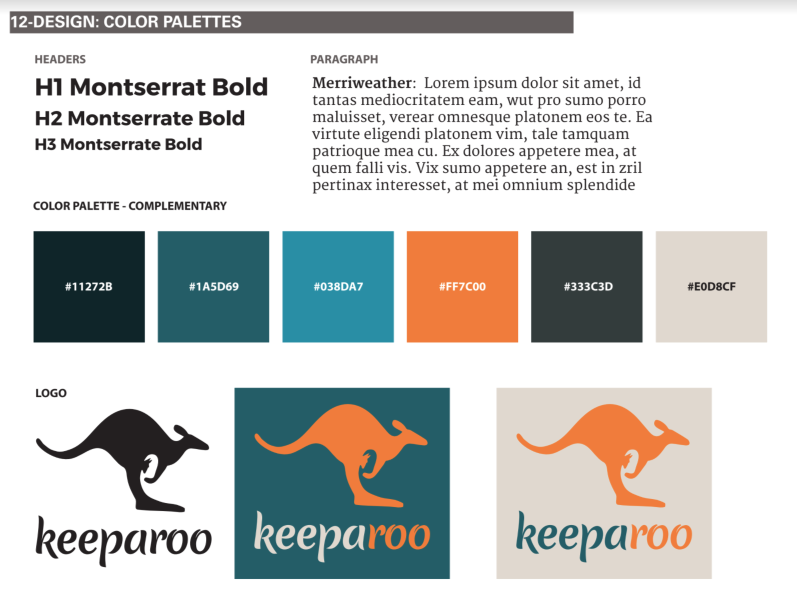 12-DESIGN: COLOR PALETTES
HEADERS
H1 Montserrat Bold
H2 Montserrate Bold
H3 Montserrate Bold
PARAGRAPH
Merriweather: Lorem ipsum dolor sit amet, id
tantas mediocritatem eam, wut pro sumo porro
maluisset, verear omnesque platonem eos te. Ea
virtute eligendi platonem vim, tale tamquam
patrioque mea cu. Ex dolores appetere mea, at
quem falli vis. Vix sumo appetere an, est in zril
pertinax interesset, at mei omnium splendide
COLOR PALETTE - COMPLEMENTARY
#11272B
#1A5D69
#038DA7
#FF7C00
#333C3D
#E0D8CF
LOGO
keeparoo
keeparoo
keeparoo